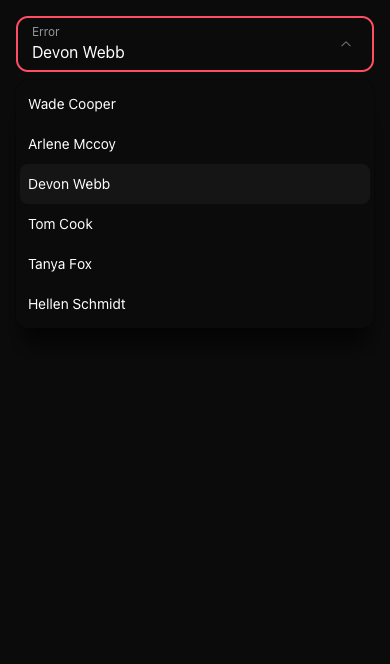 Error
Devon Webb
Wade Cooper
Arlene Mccoy
Devon Webb
Tom Cook
Tanya Fox
Hellen Schmidt